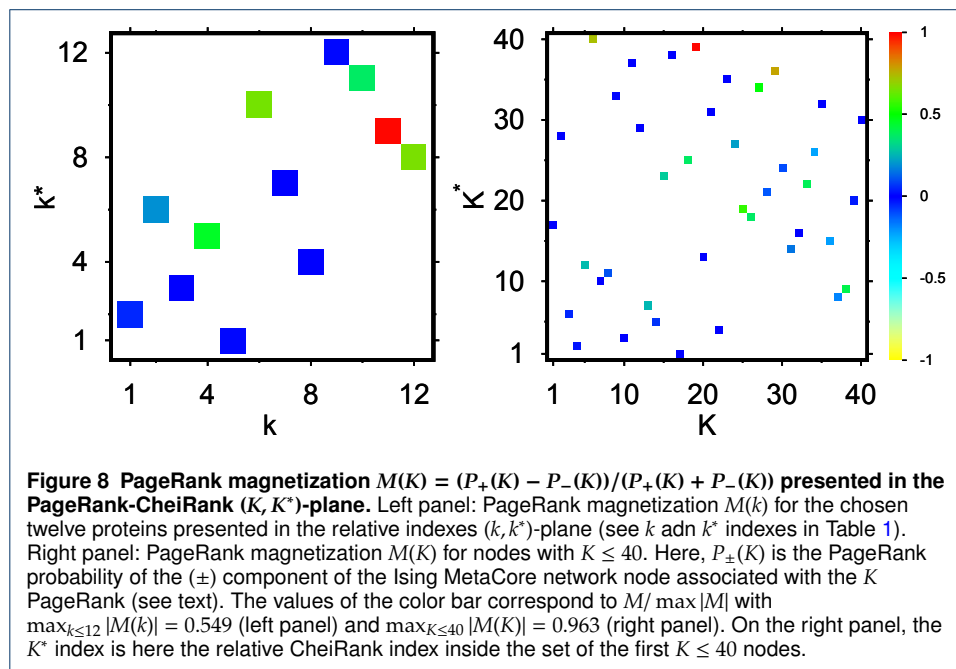 12
8
4
1
k*
1
4
8
12
k
40
30
20
10
1
K*
1
10
20
30
40
K
1
0.5
0
-0.5
-1
Figure 8 PageRank magnetization M(K) = (P₊(K) − P₋(K))/(P₊(K) + P₋(K)) presented in the
PageRank-CheiRank (K, K*)-plane. Left panel: PageRank magnetization M(k) for the chosen
twelve proteins presented in the relative indexes (k, k*)-plane (see k adn k* indexes in Table 1).
Right panel: PageRank magnetization M(K) for nodes with K ≤ 40. Here, P±(K) is the PageRank
probability of the (±) component of the Ising MetaCore network node associated with the K
PageRank (see text). The values of the color bar correspond to M/ max |M| with
maxₖ≤₁₂ |M(k)| = 0.549 (left panel) and max_K≤40 |M(K)| = 0.963 (right panel). On the right panel, the
K* index is here the relative CheiRank index inside the set of the first K ≤ 40 nodes.